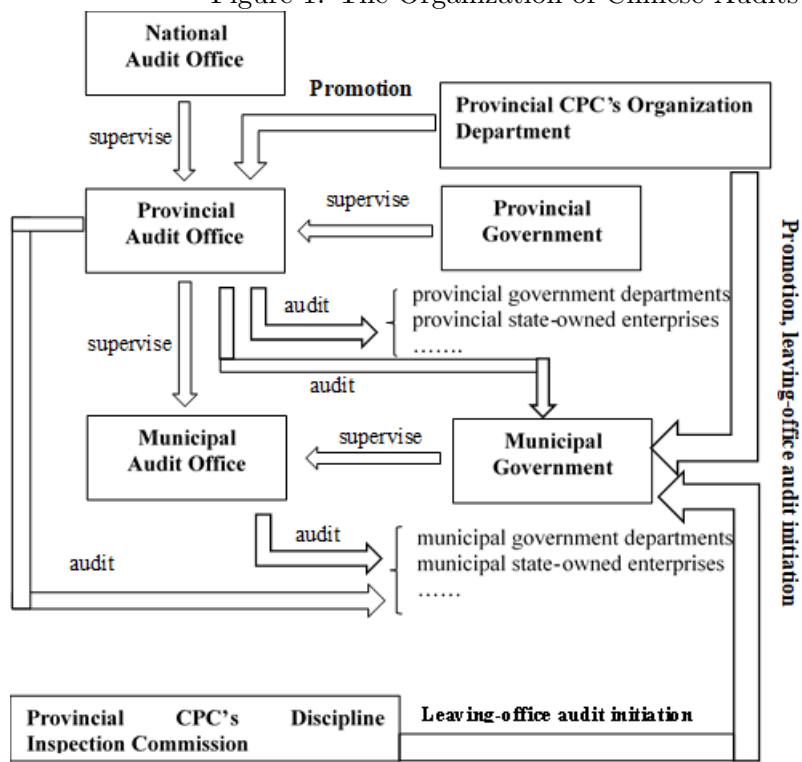 Figure 1: The Organization of Chinese Audits
National
Audit Office
Promotion
Provincial CPC's Organization
Department
supervise
Provincial
Audit Office
supervise
Provincial
Government
Promotion, leaving-office audit initiation
audit
provincial government departments
provincial state-owned enterprises
.......
supervise
audit
Municipal
Audit Office
supervise
Municipal
Government
audit
municipal government departments
municipal state-owned enterprises
......
audit
Provincial CPC's Discipline
Inspection Commission
Leaving-office audit initiation